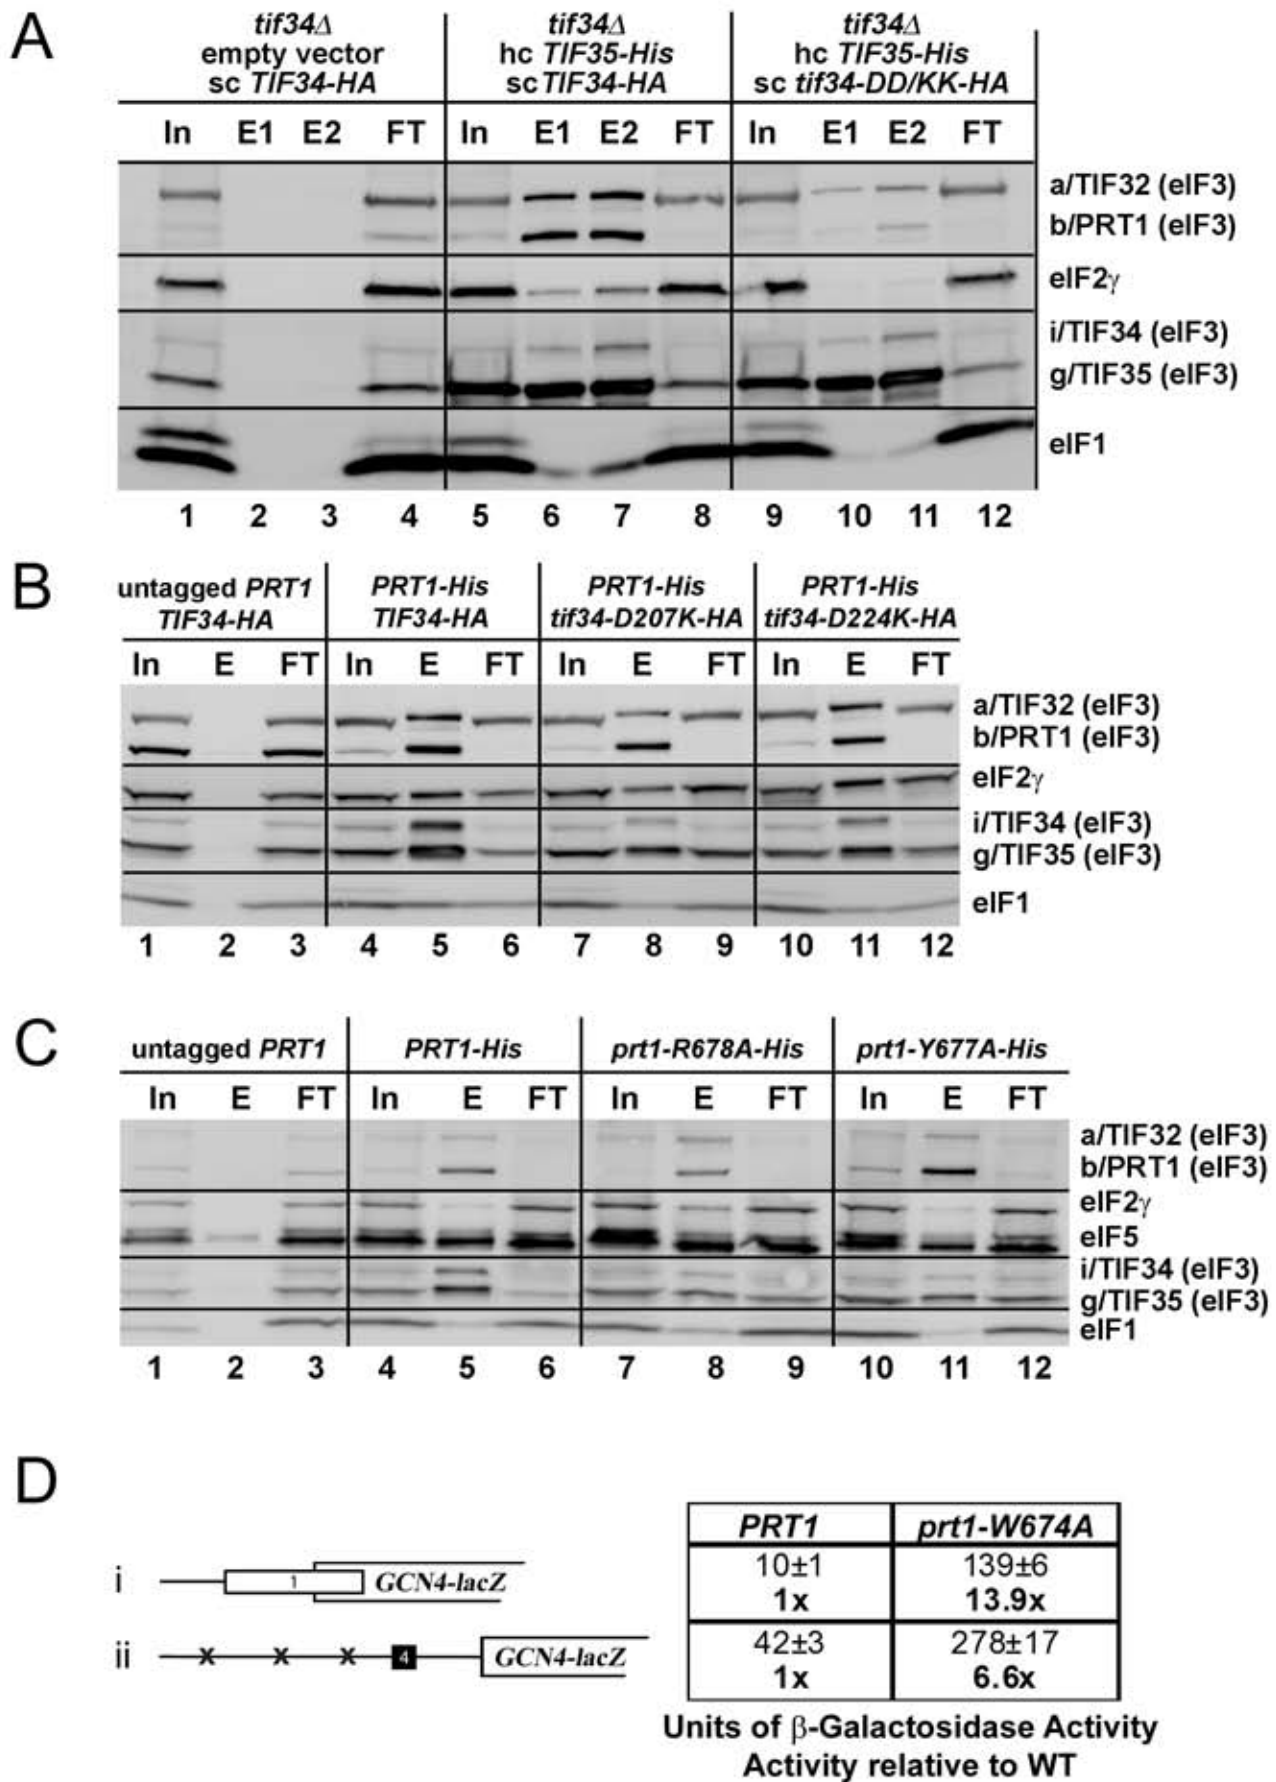 A
tif34Δ tif34Δ tif34Δ
empty vector hc TIF35-His hc TIF35-His
sc TIF34-HA scTIF34-HA sc tif34-DD/KK-HA
In E1 E2 FT In E1 E2 FT In E1 E2 FT
a/TIF32 (eIF3)
b/PRT1 (eIF3)
eIF2γ
i/TIF34 (eIF3)
g/TIF35 (eIF3)
eIF1
1 2 3 4 5 6 7 8 9 10 11 12
B
untagged PRT1 PRT1-His PRT1-His PRT1-His
TIF34-HA TIF34-HA tif34-D207K-HA tif34-D224K-HA
In E FT In E FT In E FT In E FT
a/TIF32 (eIF3)
b/PRT1 (eIF3)
eIF2γ
i/TIF34 (eIF3)
g/TIF35 (eIF3)
eIF1
1 2 3 4 5 6 7 8 9 10 11 12
C
untagged PRT1 PRT1-His prt1-R678A-His prt1-Y677A-His
In E FT In E FT In E FT In E FT
a/TIF32 (eIF3)
b/PRT1 (eIF3)
eIF2γ
eIF5
i/TIF34 (eIF3)
g/TIF35 (eIF3)
eIF1
1 2 3 4 5 6 7 8 9 10 11 12
D
PRT1 prt1-W674A
i 1 GCN4-lacZ 10±1 139±6
1x 13.9x
ii x x x 4 GCN4-lacZ 42±3 278±17
1x 6.6x
Units of β-Galactosidase Activity
Activity relative to WT